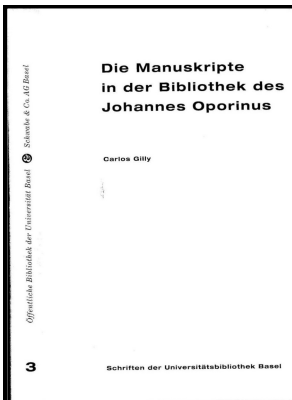 Die Manuskripte
in der Bibliothek des
Johannes Oporinus
Carlos Gilly
Öffentliche Bibliothek der Universität Basel Schwabe & Co. AG Basel
3
Schriften der Universitätsbibliothek Basel